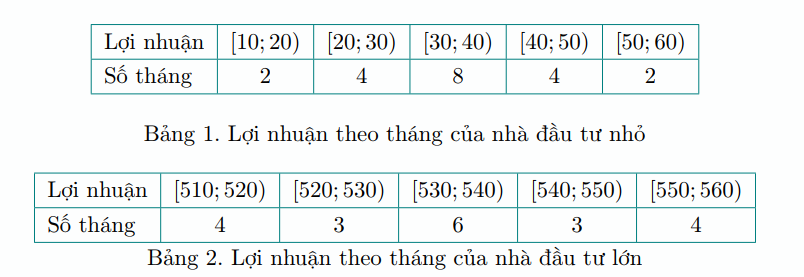 Lợi nhuận [10; 20) [20; 30) [30; 40) [40; 50) [50; 60)
Số tháng 2 4 8 4 2
Bảng 1. Lợi nhuận theo tháng của nhà đầu tư nhỏ
Lợi nhuận [510; 520) [520; 530) [530; 540) [540; 550) [550; 560)
Số tháng 4 3 6 3 4
Bảng 2. Lợi nhuận theo tháng của nhà đầu tư lớn